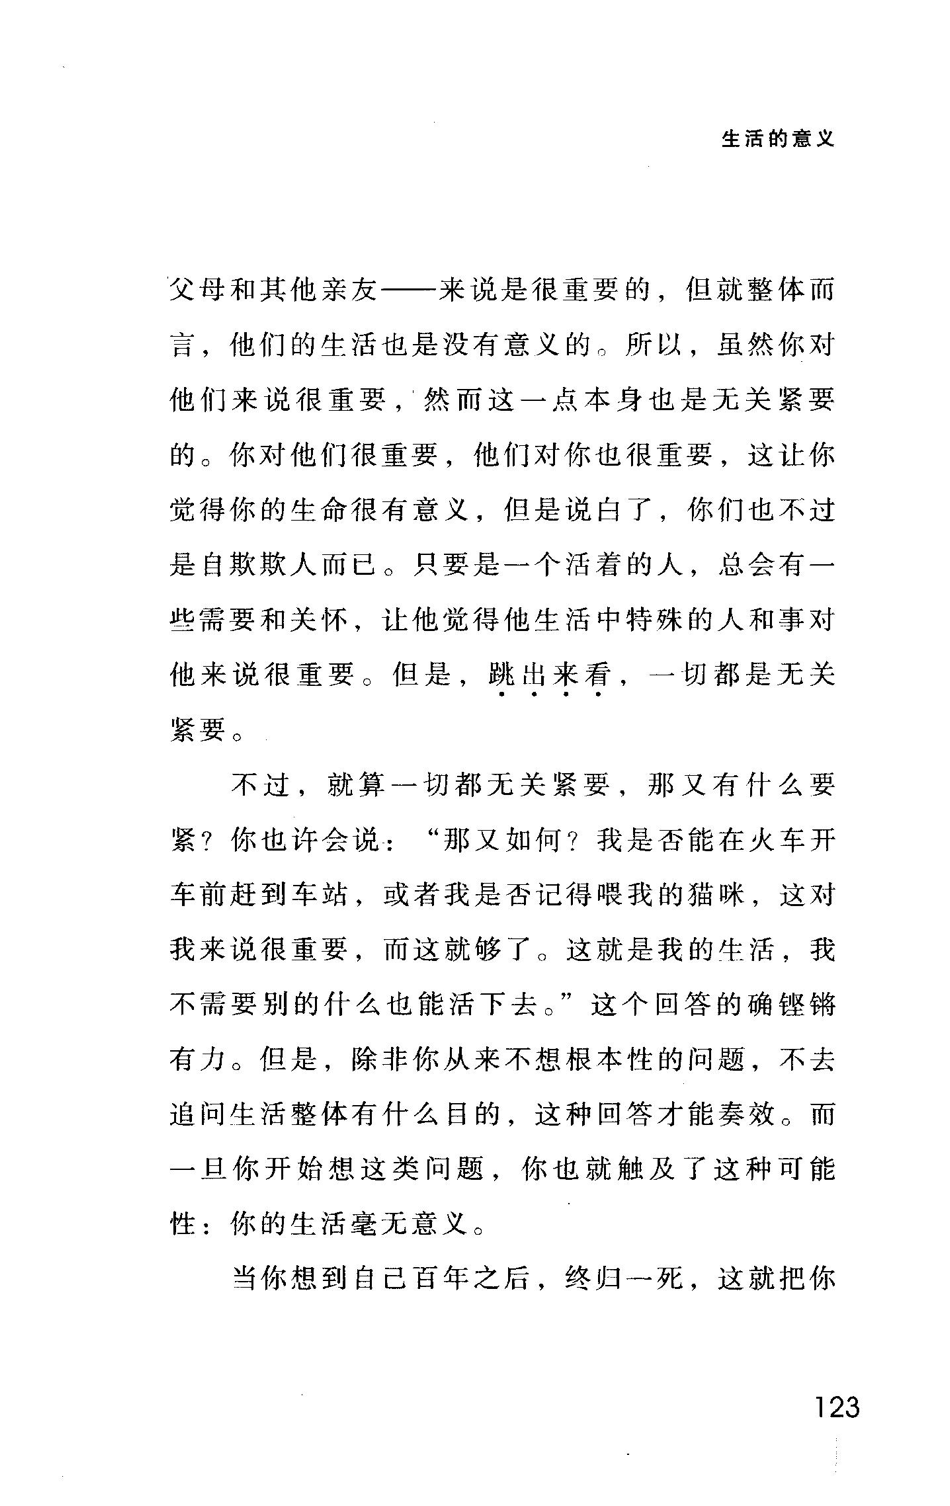 生活的意义
父母和其他亲友——来说是很重要的，但就整体而
言，他们的生活也是没有意义的。所以，虽然你对
他们来说很重要，然而这一点本身也是无关紧要
的。你对他们很重要，他们对你也很重要，这让你
觉得你的生命很有意义，但是说白了，你们也不过
是自欺欺人而已。只要是一个活着的人，总会有一
些需要和关怀，让他觉得他生活中特殊的人和事对
他来说很重要。但是，跳出来看，一切都是无关
紧要。
不过，就算一切都无关紧要，那又有什么要
紧？你也许会说：“那又如何？我是否能在火车开
车前赶到车站，或者我是否记得喂我的猫咪，这对
我来说很重要，而这就够了。这就是我的生活，我
不需要别的什么也能活下去。”这个回答的确铿锵
有力。但是，除非你从来不想根本性的问题，不去
追问生活整体有什么目的，这种回答才能奏效。而
一旦你开始想这类问题，你也就触及了这种可能
性：你的生活毫无意义。
当你想到自己百年之后，终归一死，这就把你
123